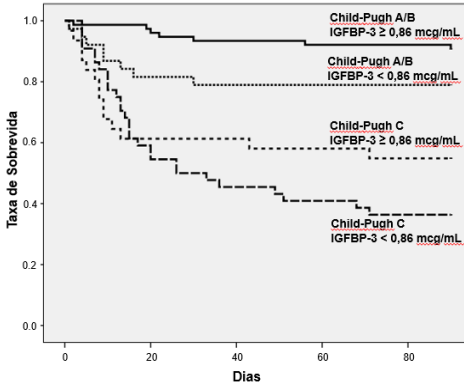 Child-Pugh A/B
IGFBP-3 ≥ 0,86 mcg/mL
Child-Pugh A/B
IGFBP-3 < 0,86 mcg/mL
Child-Pugh C
IGFBP-3 ≥ 0,86 mcg/mL
Child-Pugh C
IGFBP-3 < 0,86 mcg/mL
Taxa de Sobrevida
1.0
0.8
0.6
0.4
0.2
0.0
0 20 40 60 80
Dias